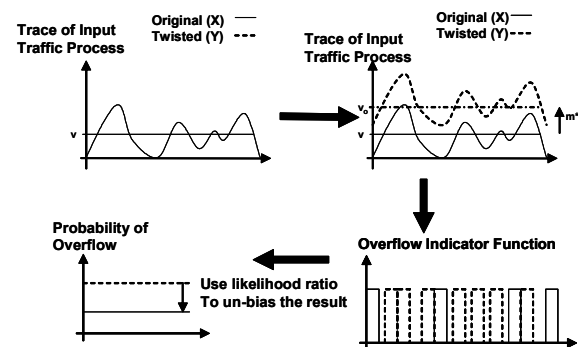 Original (X)
Twisted (Y)
Trace of Input
Traffic Process
v
Original (X)
Twisted (Y)
Trace of Input
Traffic Process
vo
v
m*
Probability of
Overflow
Use likelihood ratio
To un-bias the result
Overflow Indicator Function